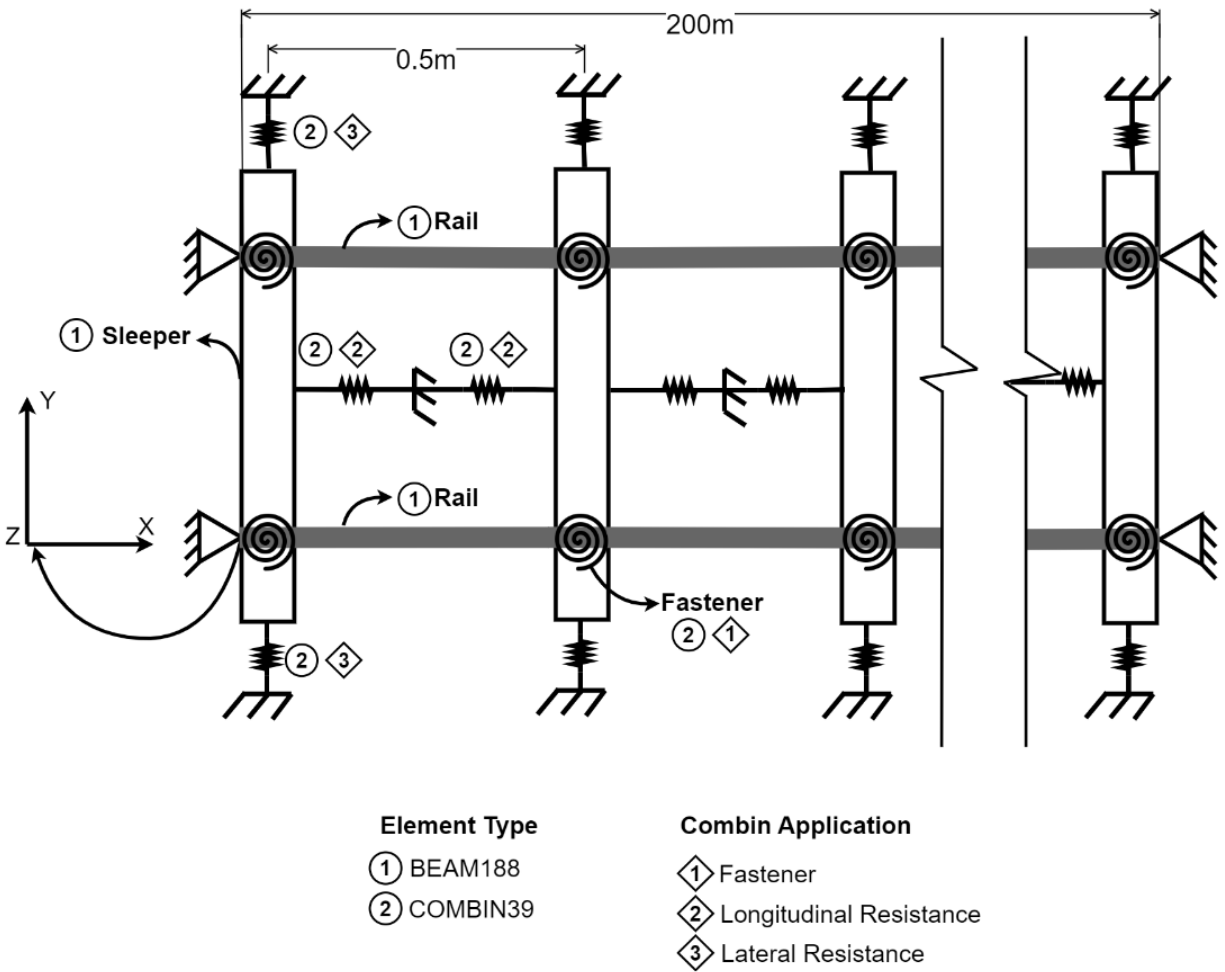 200m
0.5m
2 3
1 Rail
1 Sleeper
2 2 2 2
Y
1 Rail
Z X
Fastener
2 3 2 1
Element Type Combin Application
1 BEAM188 1 Fastener
2 COMBIN39 2 Longitudinal Resistance
3 Lateral Resistance